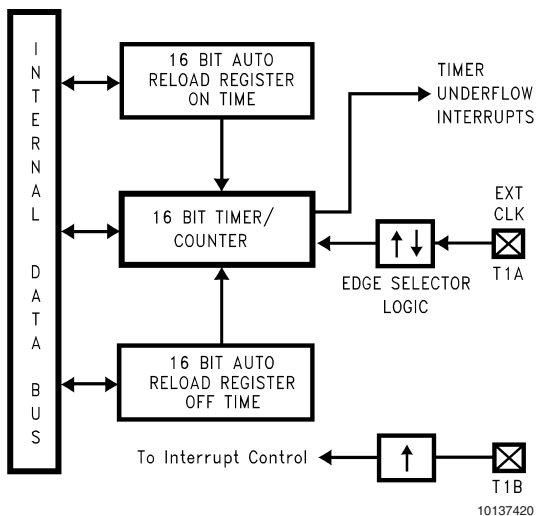 INTERNAL DATA BUS
16 BIT AUTO
RELOAD REGISTER
ON TIME
TIMER
UNDERFLOW
INTERRUPTS
16 BIT TIMER/
COUNTER
EXT
CLK
T1A
EDGE SELECTOR
LOGIC
16 BIT AUTO
RELOAD REGISTER
OFF TIME
To Interrupt Control
T1B
10137420